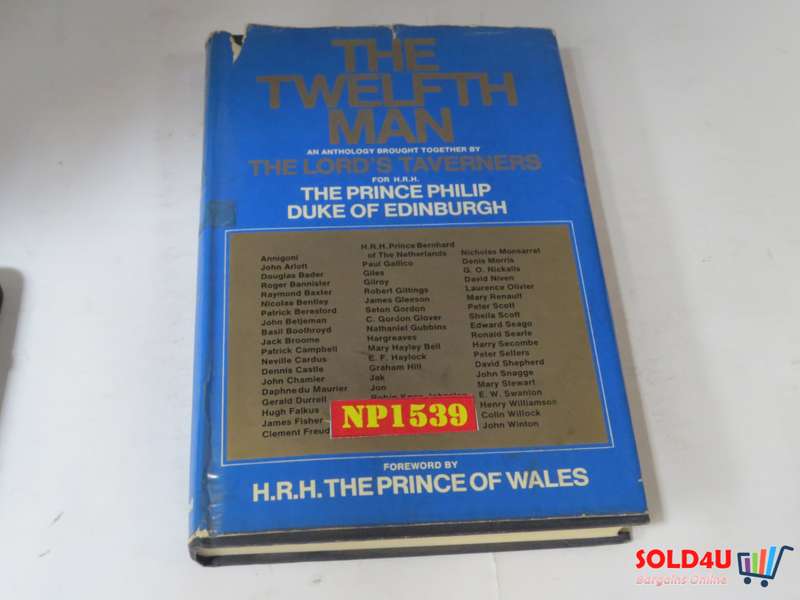 THE
TWELFTH
MAN
AN ANTHOLOGY BROUGHT TOGETHER BY
THE LORD'S TAVERNERS
FOR H.R.H.
THE PRINCE PHILIP
DUKE OF EDINBURGH
Annigoni
John Arlott
Douglas Bader
Roger Bannister
Raymond Baxter
Nicolas Bentley
Patrick Beresford
John Betjeman
Basil Boothroyd
Jack Broome
Patrick Campbell
Neville Cardus
Dennis Castle
John Chamier
Daphne du Maurier
Gerald Durrell
Hugh Falkus
James Fisher
Clement Freud
H.R.H. Prince Bernhard
of The Netherlands
Paul Gallico
Giles
Gilroy
Robert Gittings
James Gleeson
Seton Gordon
C. Gordon Glover
Nathaniel Gubbins
Hargreaves
Mary Hayley Bell
E. F. Haylock
Graham Hill
Jak
Jon
Robin
Nicholas Monsarrat
Denis Morris
G. O. Nickalls
David Niven
Laurence Olivier
Mary Renault
Peter Scott
Sheila Scott
Edward Seago
Ronald Searle
Harry Secombe
Peter Sellers
David Shepherd
John Snagge
Mary Stewart
E. W. Swanton
Henry Williamson
Colin Willock
John Winton
NP1539
FOREWORD BY
H.R.H. THE PRINCE OF WALES
SOLD4U
Bargains Online